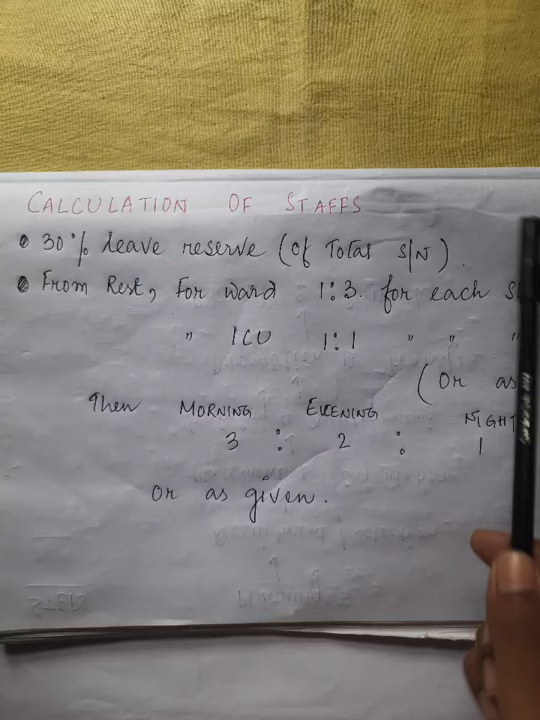 CALCULATION OF STAFFS
• 30% leave reserve (Of Total S/N).
• From Rest, For ward 1:3. for each
" ICU 1:1 " " "
(Or as
Then MORNING EVENING NIGHT
3 : 2 : 1
Or as given.